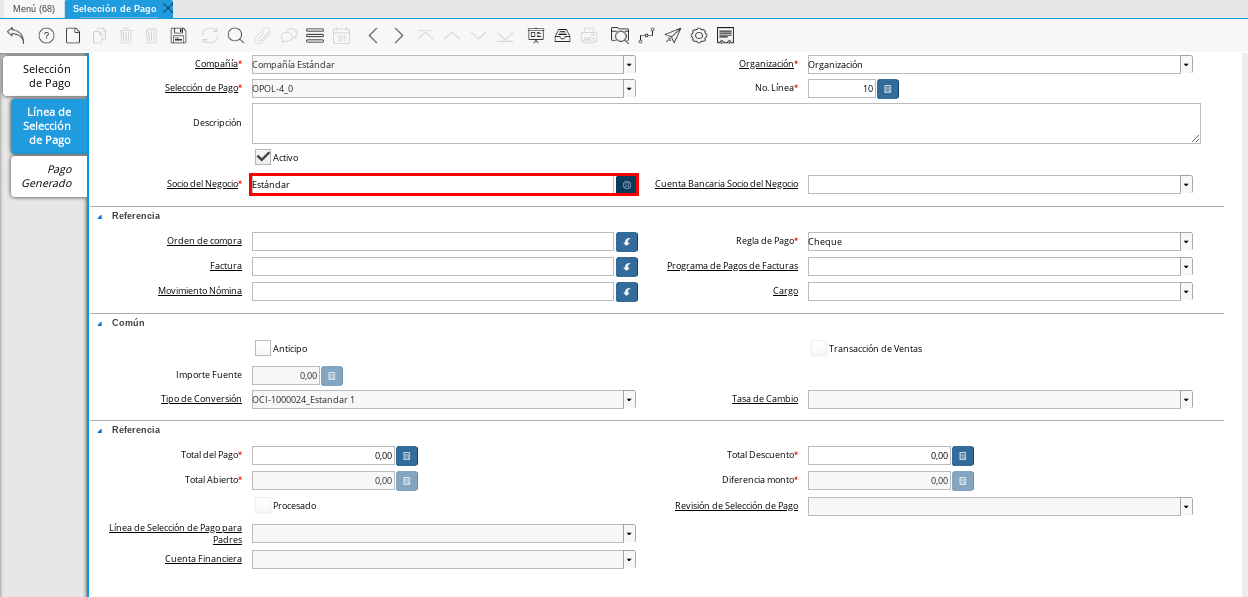 Menú (68)
Selección de Pago
?
31
Selección
de Pago
Línea de
Selección
de Pago
Pago
Generado
Compañía* Compañía Estándar Organización* Organización
Selección de Pago* OPOL-4_0 No. Línea* 10
Descripción
Activo
Socio del Negocio* Estándar Cuenta Bancaria Socio del Negocio
Referencia
Orden de compra Regla de Pago* Cheque
Factura Programa de Pagos de Facturas
Movimiento Nómina Cargo
Común
Anticipo Transacción de Ventas
Importe Fuente 0,00
Tipo de Conversión OCI-1000024_Estandar 1 Tasa de Cambio
Referencia
Total del Pago* 0,00 Total Descuento* 0,00
Total Abierto* 0,00 Diferencia monto* 0,00
Procesado Revisión de Selección de Pago
Línea de Selección de Pago para
Padres
Cuenta Financiera